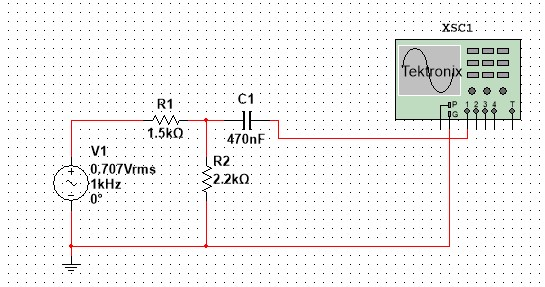 XSC1
Tektronix
P
G
1 2 3 4 T
R1
1.5kΩ
C1
470nF
V1
0.707Vrms
1kHz
0°
R2
2.2kΩ